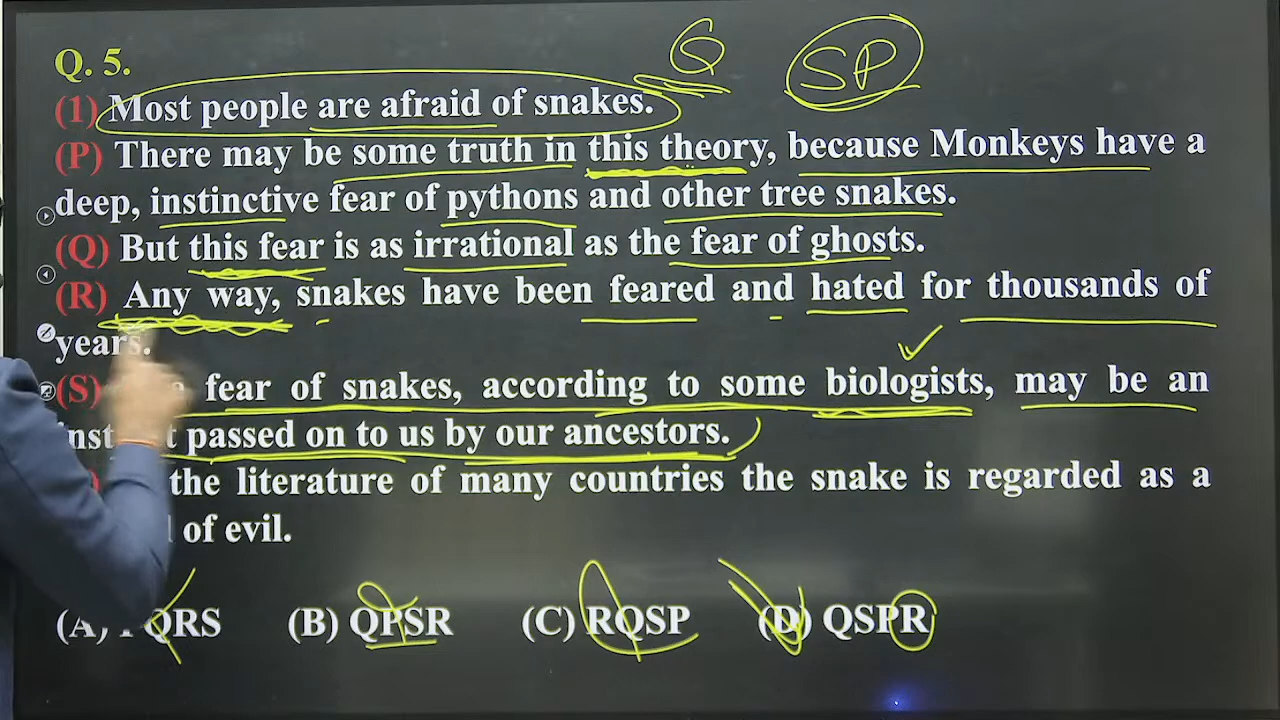 Q. 5.
Q
SP
(1) Most people are afraid of snakes.
(P) There may be some truth in this theory, because Monkeys have a
deep, instinctive fear of pythons and other tree snakes.
(Q) But this fear is as irrational as the fear of ghosts.
(R) Any way, snakes have been feared and hated for thousands of
years.
(S) fear of snakes, according to some biologists, may be an
passed on to us by our ancestors.
the literature of many countries the snake is regarded as a
of evil.
(A) QRS (B) QPSR (C) RQSP (D) QSPR